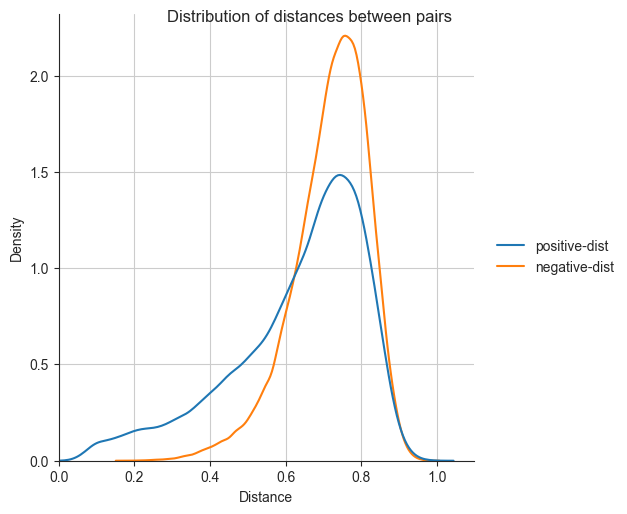 Distribution of distances between pairs
Density
2.0
1.5
1.0
0.5
0.0
0.0 0.2 0.4 0.6 0.8 1.0
Distance
positive-dist
negative-dist